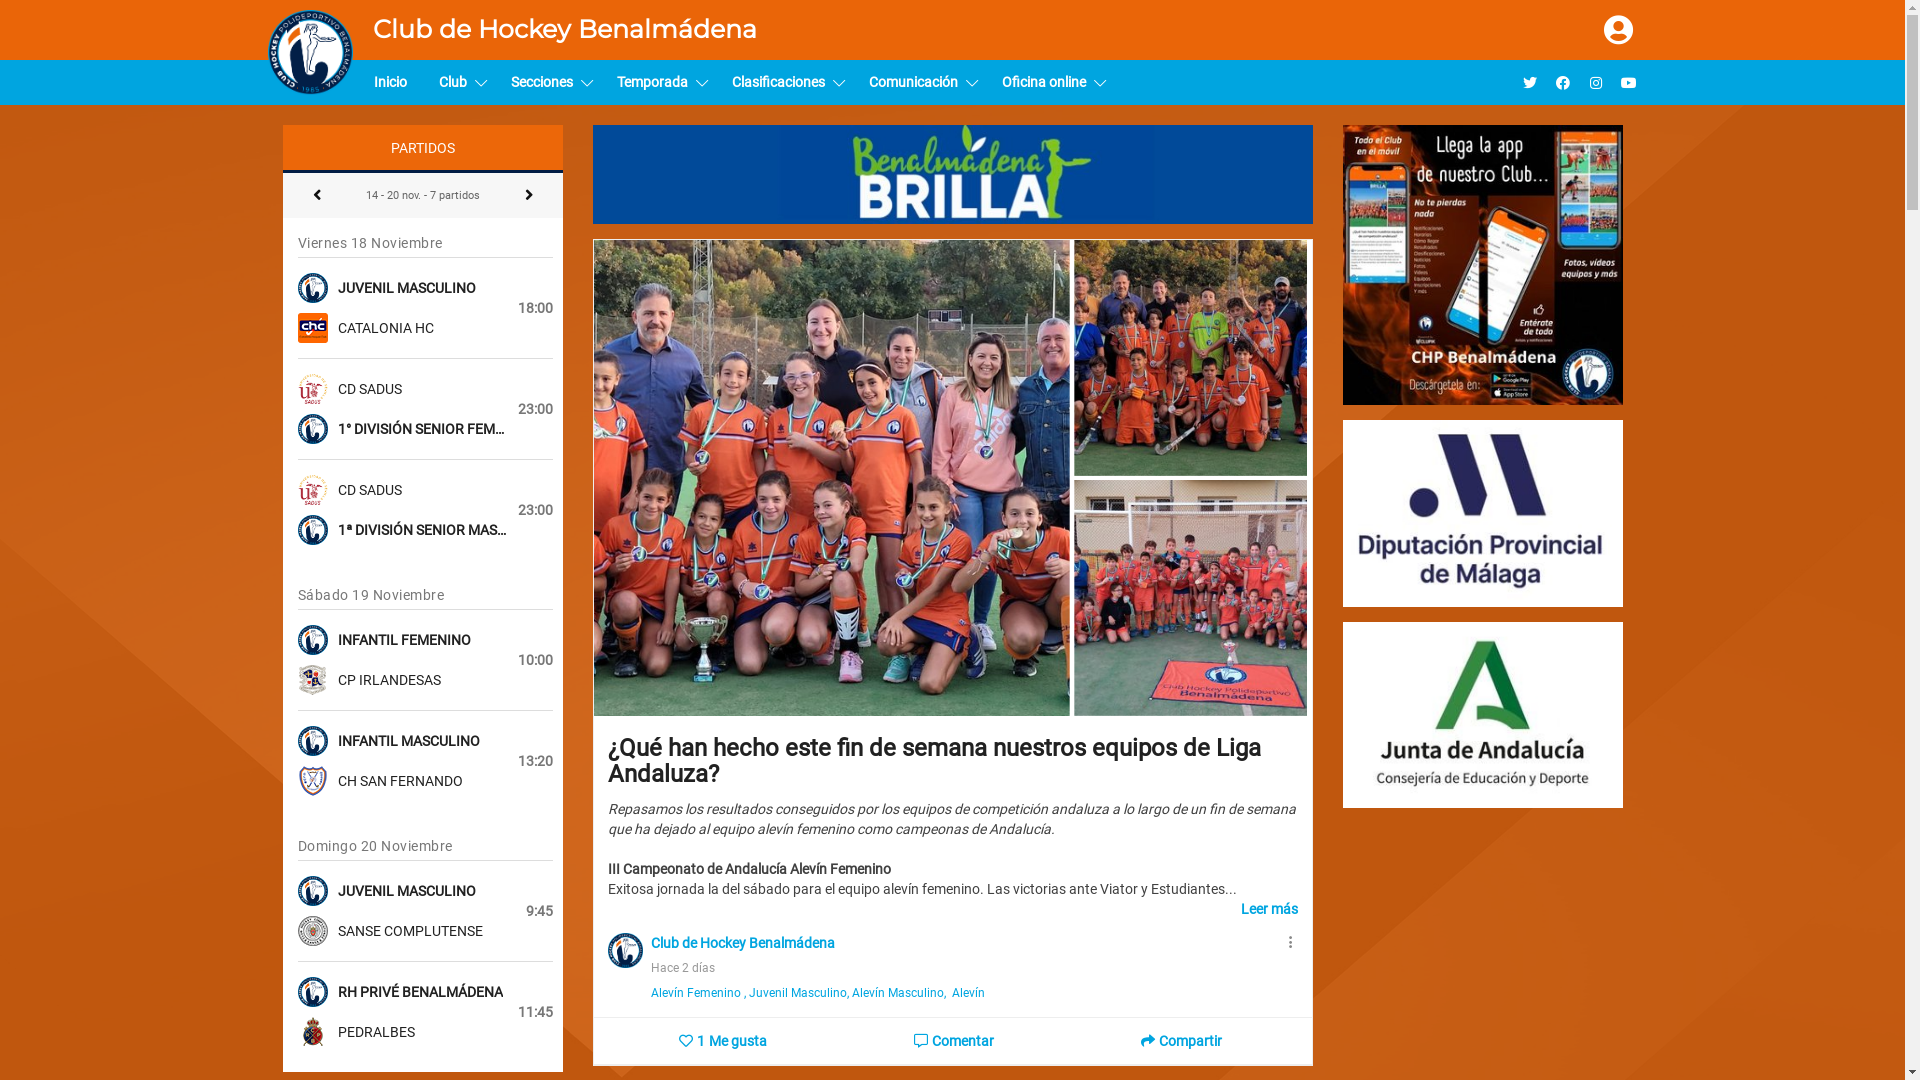 Club de Hockey Benalmádena
Inicio Club Secciones Temporada Clasificaciones Comunicación Oficina online
PARTIDOS
14 - 20 nov. - 7 partidos
Viernes 18 Noviembre
JUVENIL MASCULINO
18:00
CATALONIA HC
CD SADUS
23:00
1° DIVISIÓN SENIOR FEM...
CD SADUS
23:00
1ª DIVISIÓN SENIOR MAS...
Sábado 19 Noviembre
INFANTIL FEMENINO
10:00
CP IRLANDESAS
INFANTIL MASCULINO
13:20
CH SAN FERNANDO
Domingo 20 Noviembre
JUVENIL MASCULINO
9:45
SANSE COMPLUTENSE
RH PRIVÉ BENALMÁDENA
11:45
PEDRALBES
Benalmádena
BRILLA
¿Qué han hecho este fin de semana nuestros equipos de Liga
Andaluza?
Repasamos los resultados conseguidos por los equipos de competición andaluza a lo largo de un fin de semana
que ha dejado al equipo alevín femenino como campeonas de Andalucía.
III Campeonato de Andalucía Alevín Femenino
Exitosa jornada la del sábado para el equipo alevín femenino. Las victorias ante Viator y Estudiantes...
Leer más
Club de Hockey Benalmádena
Hace 2 días
Alevín Femenino , Juvenil Masculino, Alevín Masculino, Alevín
1 Me gusta
Comentar
Compartir
Todo el Club
en el móvil
Llega la app
de nuestro Club...
No te pierdas
nada
Fotos, vídeos
equipos y más
Entérate
de todo
CHP Benalmádena
Descárgetela en:
Google Play
App Store
Diputación Provincial
de Málaga
Junta de Andalucía
Consejería de Educación y Deporte